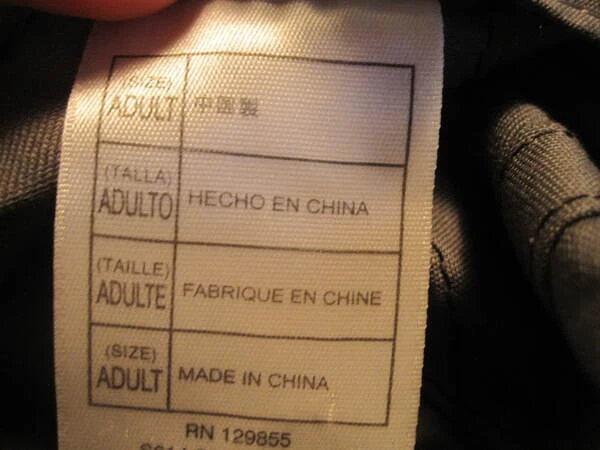 (SIZE)
ADULT
中国製
(TALLA)
ADULTO
HECHO EN CHINA
(TAILLE)
ADULTE
FABRIQUE EN CHINE
(SIZE)
ADULT
MADE IN CHINA
RN 129855